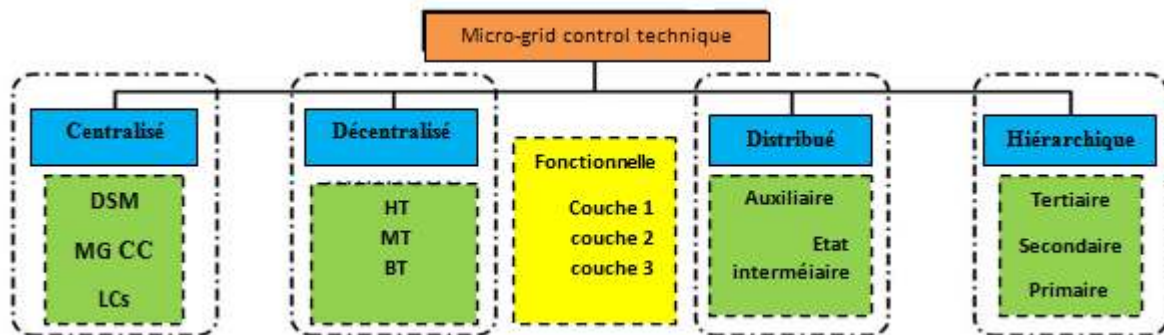 Micro-grid control technique
Centralisé
DSM
MG CC
LCs
Décentralisé
HT
MT
BT
Fonctionnelle
Couche 1
couche 2
couche 3
Distribué
Auxiliaire
Etat
interméiaire
Hiérarchique
Tertiaire
Secondaire
Primaire